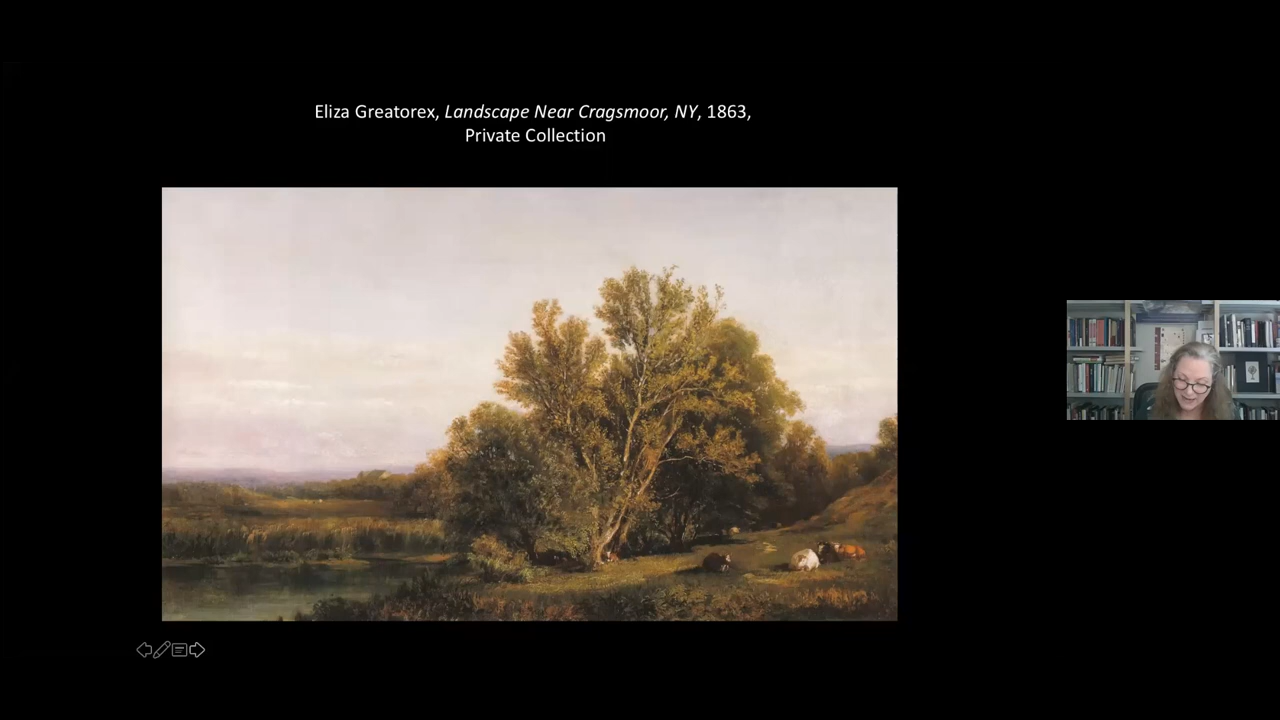 Eliza Greatorex, Landscape Near Cragsmoor, NY, 1863,
Private Collection